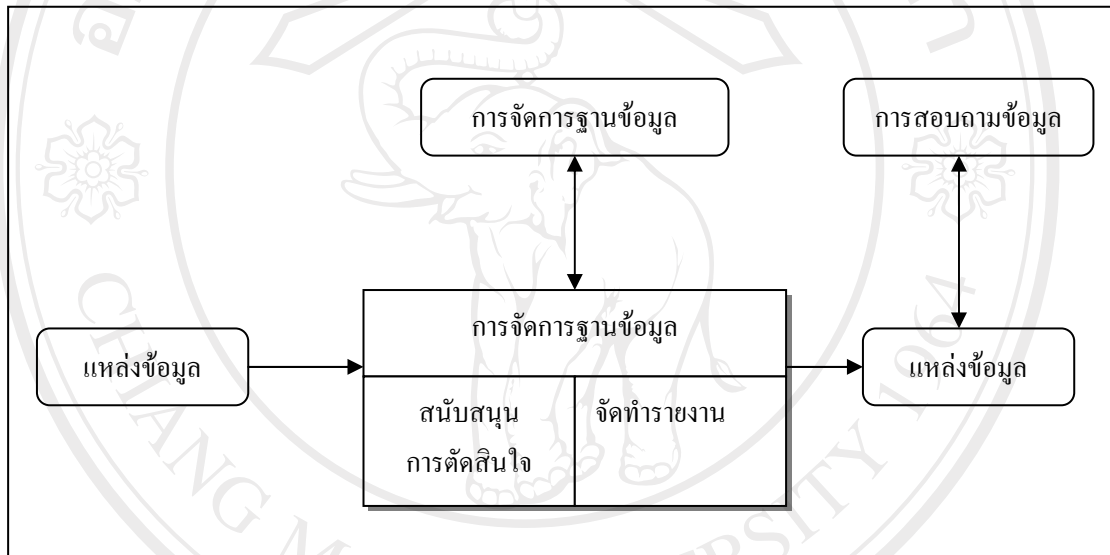 การจัดการฐานข้อมูล
การสอบถามข้อมูล
การจัดการฐานข้อมูล
แหล่งข้อมูล
แหล่งข้อมูล
สนับสนุน
การตัดสินใจ
จัดทำรายงาน
CHIANG M
ERSITY 1964